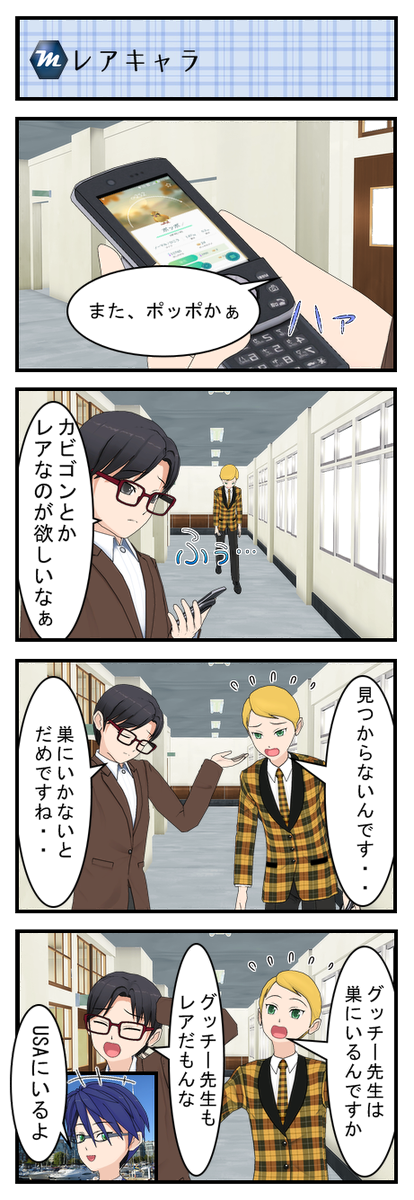 レアキャラ
ポッポ
また、ポッポかぁ
ハァ
カビゴンとか
レアなのが欲しいなぁ
ふぅ…
見つからないんです・・
巣にいかないと
だめですね・・
グッチー先生は
巣にいるんですか
グッチー先生も
レアだもんな
USAにいるよ